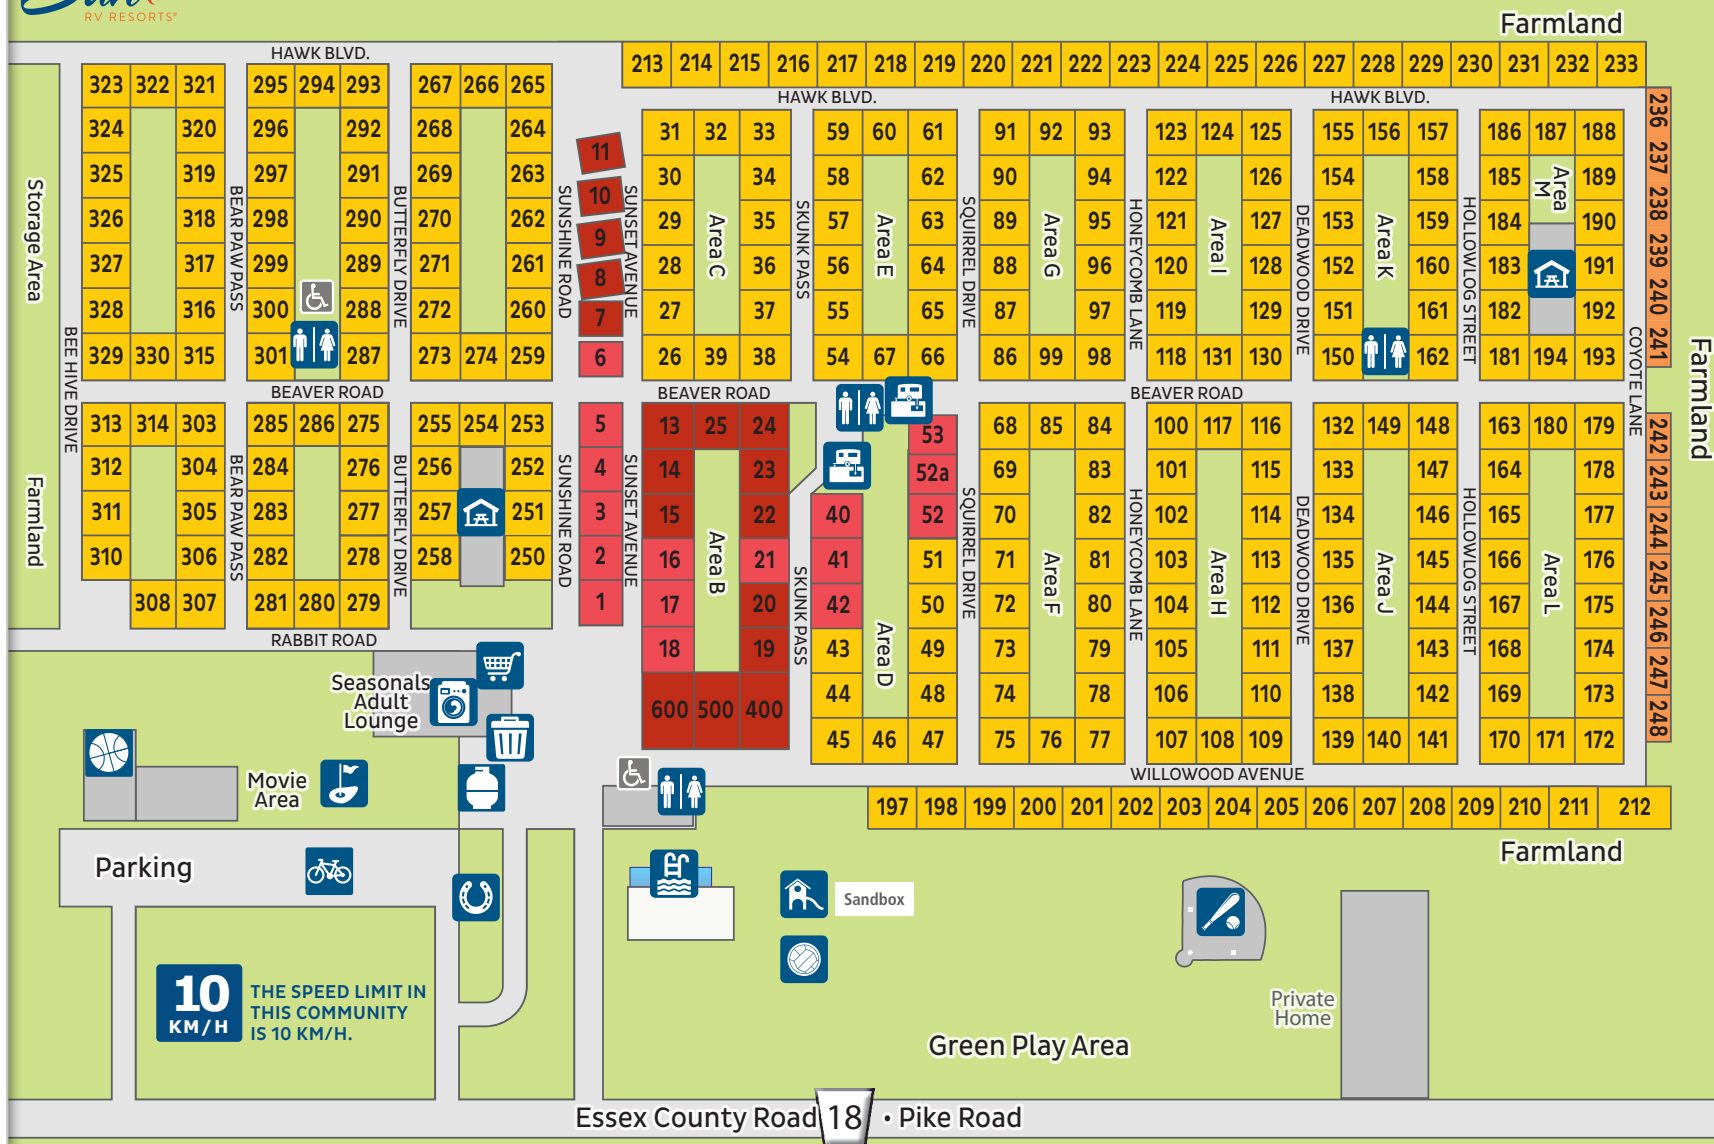 RV RESORTS®
Farmland
HAWK BLVD.
213 214 215 216 217 218 219 220 221 222 223 224 225 226 227 228 229 230 231 232 233
HAWK BLVD.
HAWK BLVD.
323 322 321
324 320
325 319
326 318
327 317
328 316
329 330 315
295 294 293
296 292
297 291
298 290
299 289
300 288
301 287
267 266 265
268 264
269 263
270 262
271 261
272 260
273 274 259
11
10
9
8
7
6
31 32 33
30 34
29 35
28 36
27 37
26 39 38
Area C
59 60 61
58 62
57 63
56 64
55 65
54 67 66
Area E
91 92 93
90 94
89 95
88 96
87 97
86 99 98
Area G
123 124 125
122 126
121 127
120 128
119 129
118 131 130
Area I
155 156 157
154 158
153 159
152 160
151 161
150 162
Area K
186 187 188
185 189
184 190
183 191
182 192
181 194 193
Area
M
236
237
238
239
240
241
Storage Area
BEE HIVE DRIVE
BEAR PAW PASS
BUTTERFLY DRIVE
SUNSHINE ROAD
SUNSET AVENUE
SKUNK PASS
SQUIRREL DRIVE
HONEYCOMB LANE
DEADWOOD DRIVE
HOLLOWLOG STREET
COYOTE LANE
Farmland
BEAVER ROAD
BEAVER ROAD
BEAVER ROAD
313 314 303
312 304
311 305
310 306
308 307
285 286 275
284 276
283 277
282 278
281 280 279
255 254 253
256 252
257 251
258 250
5
4
3
2
1
13 25 24
14 23
15 22
16 21
17 20
18 19
600 500 400
Area B
53
52a
40 52
41 51
42 50
43 49
44 48
45 46 47
Area D
68 85 84
69 83
70 82
71 81
72 80
73 79
74 78
75 76 77
Area F
100 117 116
101 115
102 114
103 113
104 112
105 111
106 110
107 108 109
Area H
132 149 148
133 147
134 146
135 145
136 144
137 143
138 142
139 140 141
Area J
163 180 179
164 178
165 177
166 176
167 175
168 174
169 173
170 171 172
Area L
242
243
244
245
246
247
248
Farmland
BEAR PAW PASS
BUTTERFLY DRIVE
SUNSHINE ROAD
SUNSET AVENUE
SKUNK PASS
SQUIRREL DRIVE
HONEYCOMB LANE
DEADWOOD DRIVE
HOLLOWLOG STREET
RABBIT ROAD
WILLOWOOD AVENUE
197 198 199 200 201 202 203 204 205 206 207 208 209 210 211 212
Farmland
Seasonals
Adult
Lounge
Movie
Area
Parking
Sandbox
10
KM/H
THE SPEED LIMIT IN
THIS COMMUNITY
IS 10 KM/H.
Private
Home
Green Play Area
Essex County Road 18 • Pike Road